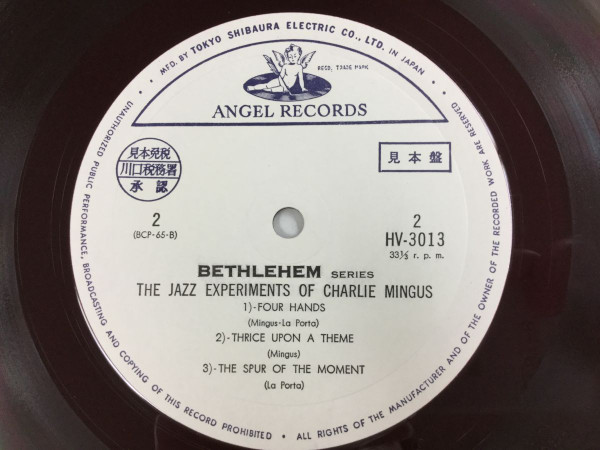 MFD. BY TOKYO SHIBAURA ELECTRIC CO., LTD. IN JAPAN
RECD. TRADE MARK
ANGEL RECORDS
見本免税
川口税務署
承認
見本盤
2
(BCP-65-B)
2
HV-3013
33⅓ r. p. m.
BETHLEHEM SERIES
THE JAZZ EXPERIMENTS OF CHARLIE MINGUS
1)-FOUR HANDS
(Mingus-La Porta)
2)-THRICE UPON A THEME
(Mingus)
3)-THE SPUR OF THE MOMENT
(La Porta)
UNAUTHORIZED PUBLIC PERFORMANCE, BROADCASTING AND COPYING OF THIS RECORD PROHIBITED • ALL RIGHTS OF THE MANUFACTURER AND OF THE OWNER OF THE RECORDED WORK ARE RESERVED